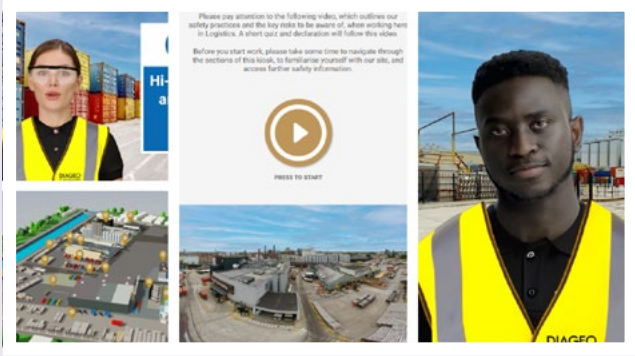 Hi-
an
DIAGEO
Please pay attention to the following video, which outlines our
safety practices and the key risks to be aware of, when working here
in Logistics. A short quiz and declaration will follow this video.
Before you start work, please take some time to navigate through
the sections of this kiosk, to familiarise yourself with our site, and
access further safety information.
PRESS TO START
DIAGEO